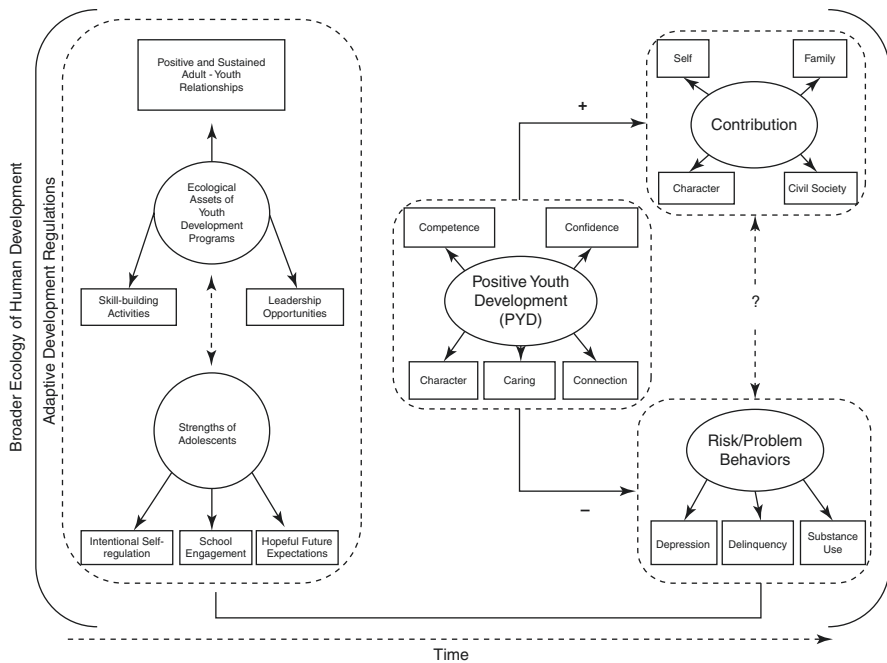 Broader Ecology of Human Development
Adaptive Development Regulations
Positive and Sustained
Adult - Youth
Relationships
Ecological
Assets of
Youth
Development
Programs
Skill-building
Activities
Leadership
Opportunities
Strengths of
Adolescents
Intentional Self-
regulation
School
Engagement
Hopeful Future
Expectations
Competence
Confidence
Positive Youth
Development
(PYD)
Character
Caring
Connection
+
–
Self
Family
Contribution
Character
Civil Society
?
Risk/Problem
Behaviors
Depression
Delinquency
Substance
Use
Time